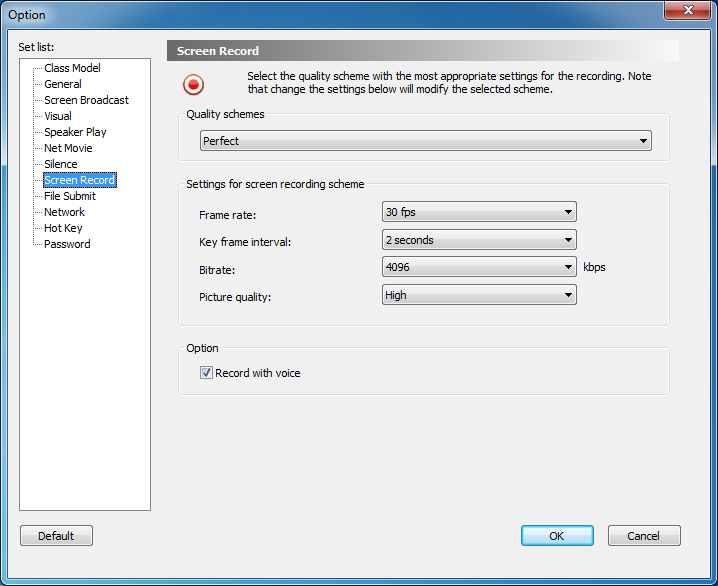 Option
Set list:
Class Model
General
Screen Broadcast
Visual
Speaker Play
Net Movie
Silence
Screen Record
File Submit
Network
Hot Key
Password
Screen Record
Select the quality scheme with the most appropriate settings for the recording. Note
that change the settings below will modify the selected scheme.
Quality schemes
Perfect
Settings for screen recording scheme
Frame rate: 30 fps
Key frame interval: 2 seconds
Bitrate: 4096 kbps
Picture quality: High
Option
Record with voice
Default OK Cancel